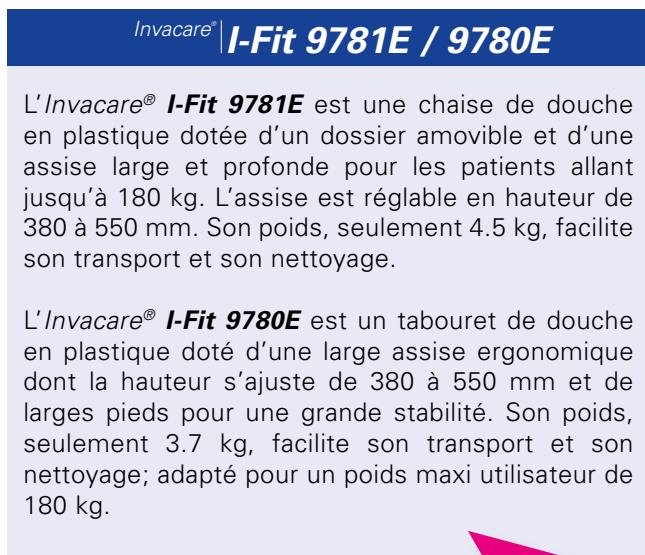 Invacare® I-Fit 9781E / 9780E
L'Invacare® I-Fit 9781E est une chaise de douche
en plastique dotée d'un dossier amovible et d'une
assise large et profonde pour les patients allant
jusqu'à 180 kg. L'assise est réglable en hauteur de
380 à 550 mm. Son poids, seulement 4.5 kg, facilite
son transport et son nettoyage.
L'Invacare® I-Fit 9780E est un tabouret de douche
en plastique doté d'une large assise ergonomique
dont la hauteur s'ajuste de 380 à 550 mm et de
larges pieds pour une grande stabilité. Son poids,
seulement 3.7 kg, facilite son transport et son
nettoyage; adapté pour un poids maxi utilisateur de
180 kg.